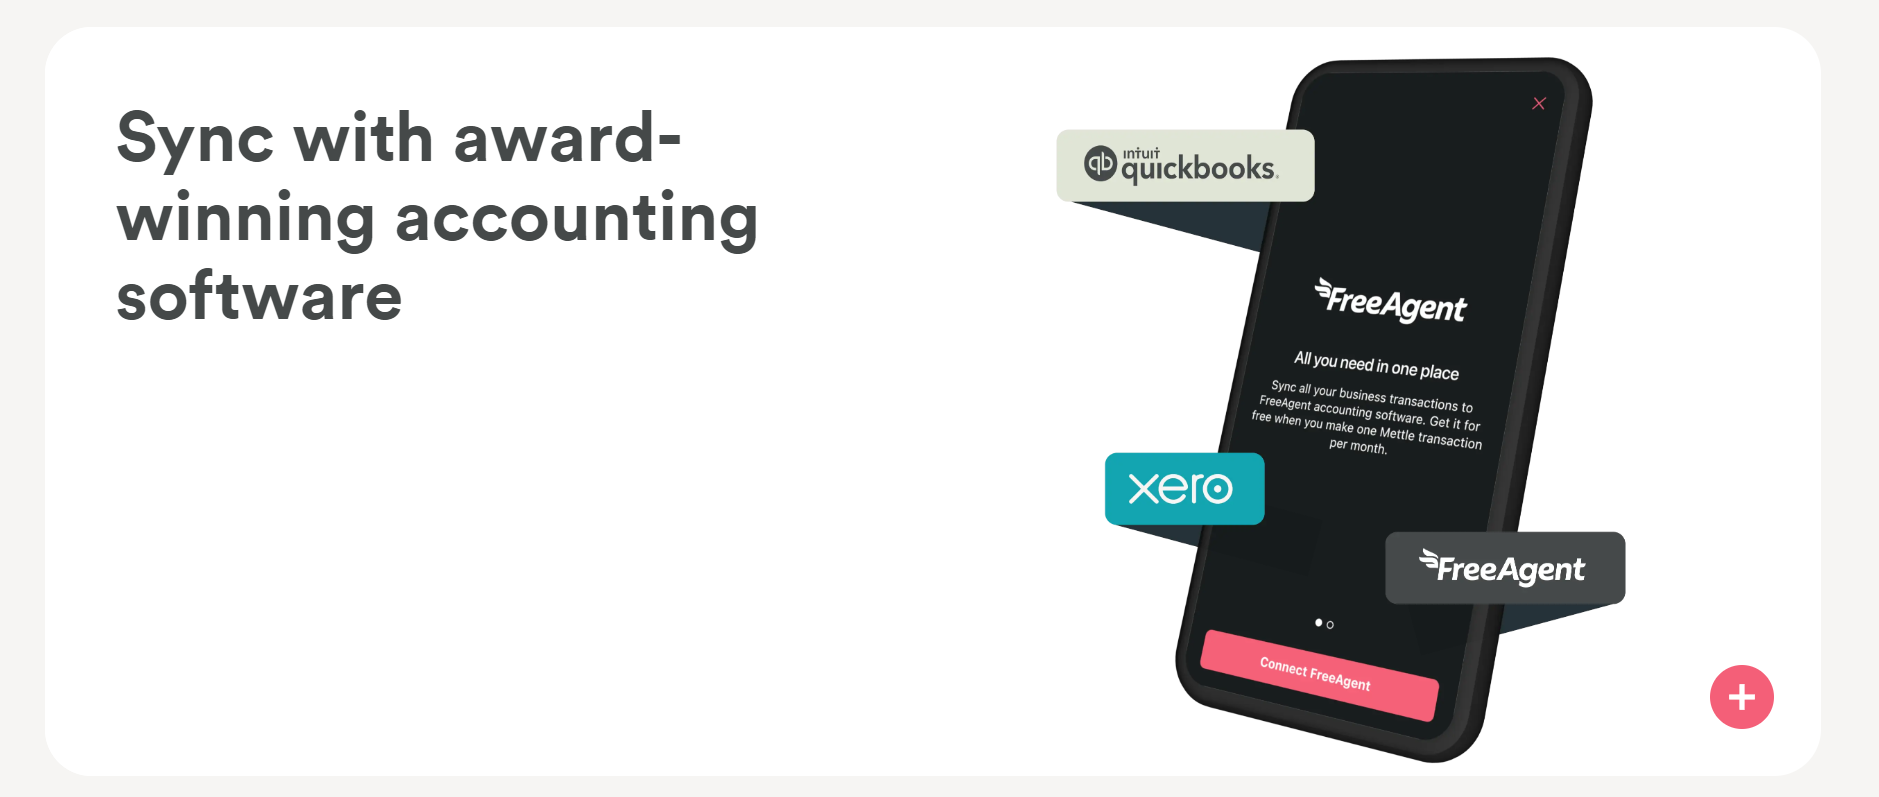 Sync with award-
winning accounting
software
ıntuıt
quickbooks.
FreeAgent
All you need in one place
Sync all your business transactions to
FreeAgent accounting software. Get it for
free when you make one Mettle transaction
per month.
xero
FreeAgent
Connect FreeAgent